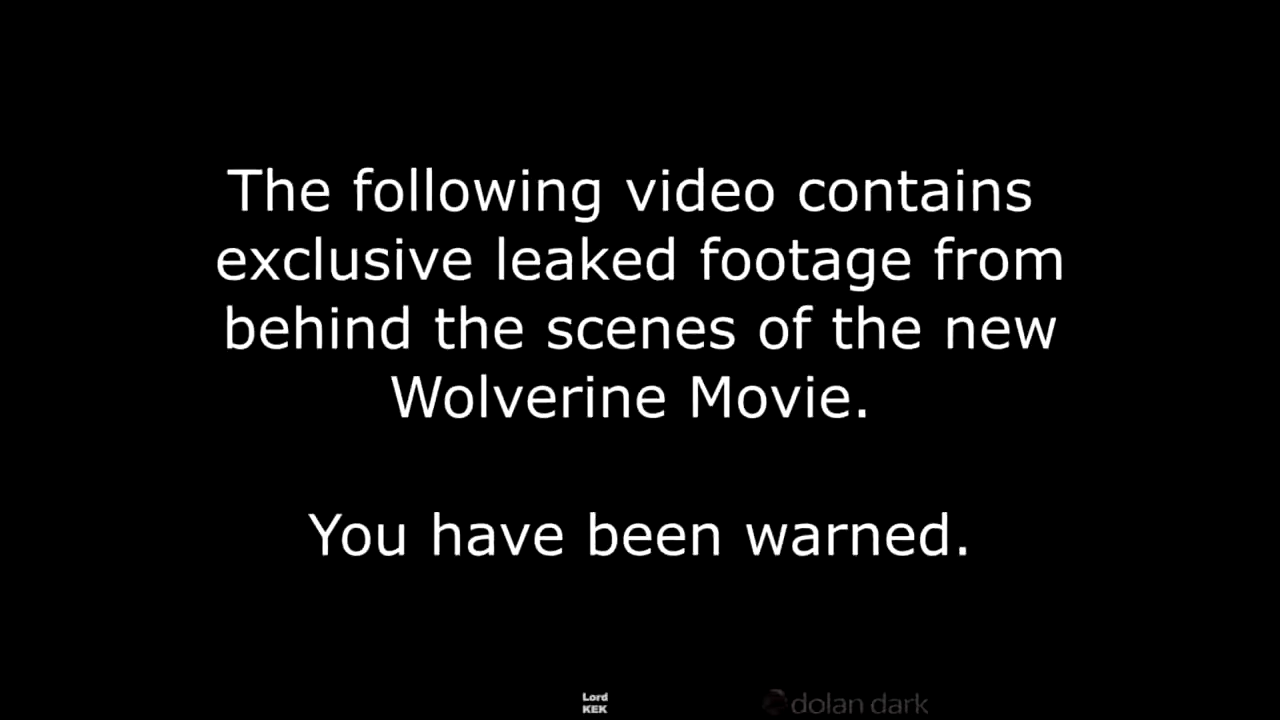 The following video contains
exclusive leaked footage from
behind the scenes of the new
Wolverine Movie.
You have been warned.
Lord
KEK
dolan dark